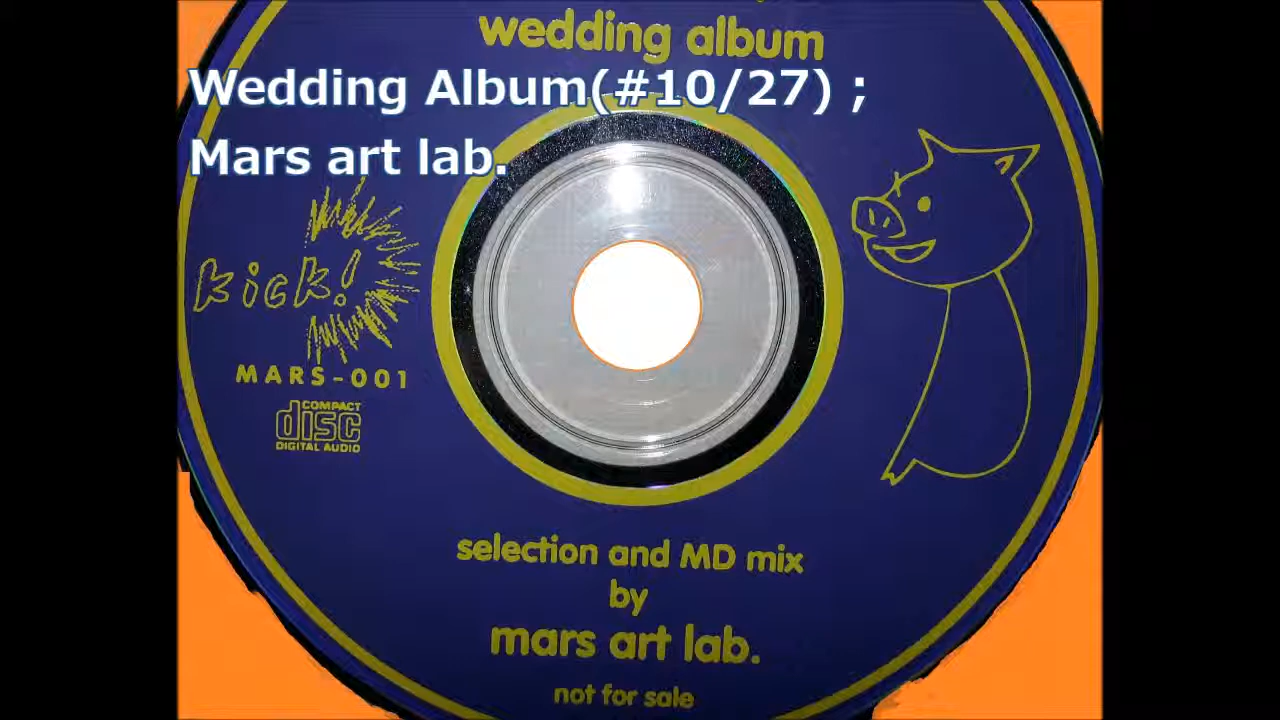 wedding album
Wedding Album(#10/27) ;
Mars art lab.
kick!
MARS-001
COMPACT
disc
DIGITAL AUDIO
selection and MD mix
by
mars art lab.
not for sale